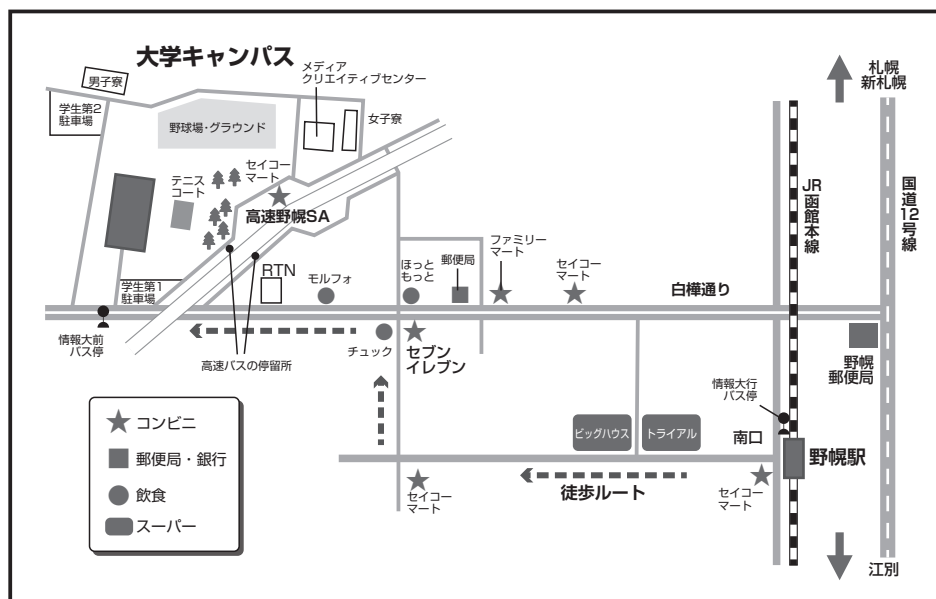 大学キャンパス
メディア
クリエイティブセンター
男子寮
学生第2
駐車場
野球場・グラウンド
女子寮
セイコー
マート
テニス
コート
高速野幌SA
札幌
新札幌
JR函館本線
国道12号線
RTN
モルフォ
ほっと
もっと
郵便局
ファミリー
マート
セイコー
マート
白樺通り
学生第1
駐車場
情報大前
バス停
高速バスの停留所
チュック
セブン
イレブン
野幌
郵便局
情報大行
バス停
ビッグハウス
トライアル
南口
野幌駅
セイコー
マート
徒歩ルート
セイコー
マート
江別
コンビニ
郵便局・銀行
飲食
スーパー